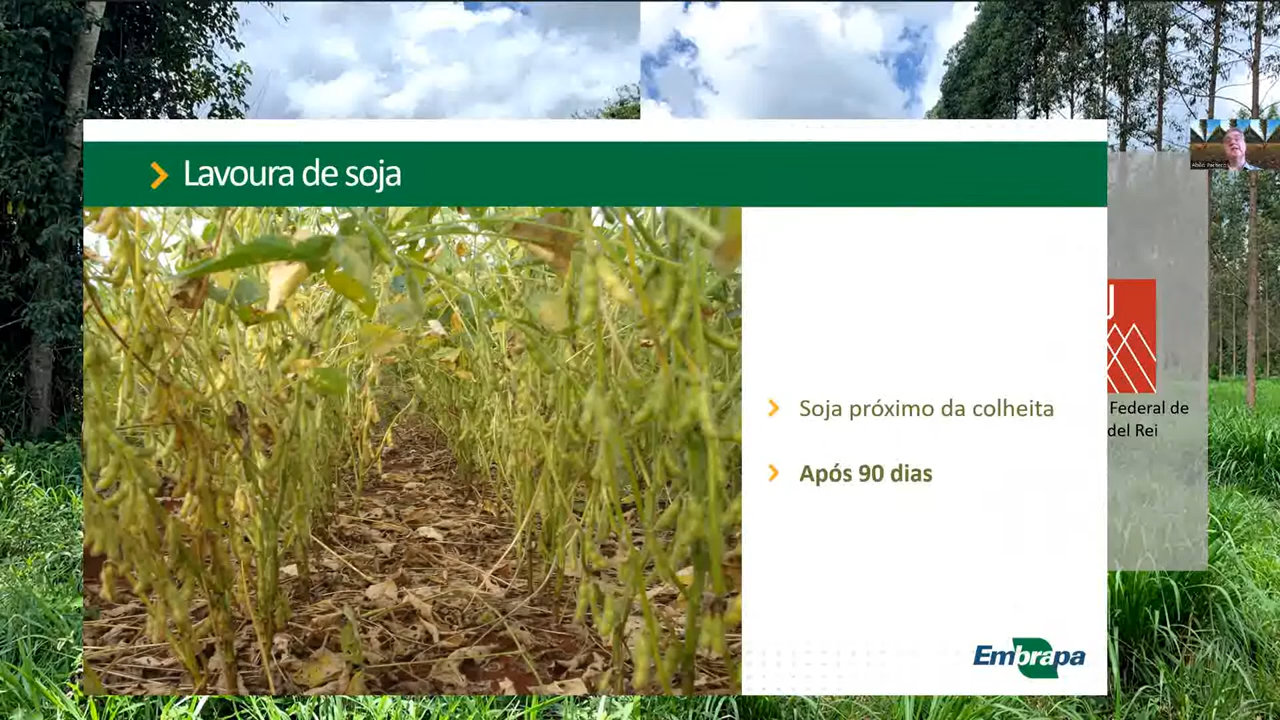 Lavoura de soja
Soja próximo da colheita
Após 90 dias
J
Federal de
del Rei
Embrapa